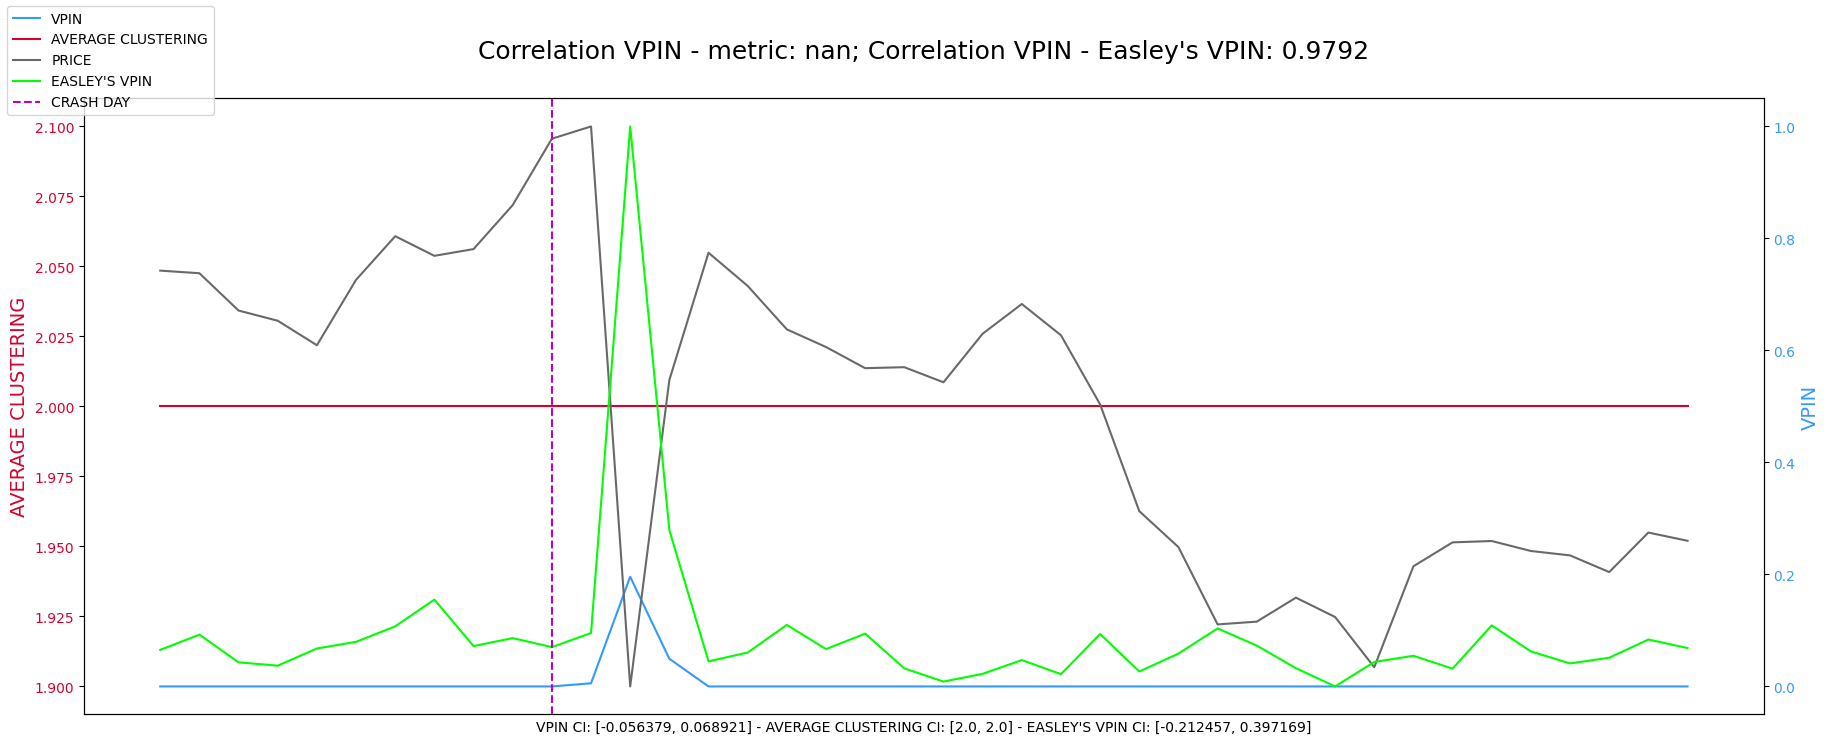 VPIN
AVERAGE CLUSTERING
PRICE
EASLEY'S VPIN
CRASH DAY
Correlation VPIN - metric: nan; Correlation VPIN - Easley's VPIN: 0.9792
AVERAGE CLUSTERING
2.100
2.075
2.050
2.025
2.000
1.975
1.950
1.925
1.900
1.0
0.8
0.6
0.4
0.2
0.0
VPIN
VPIN CI: [-0.056379, 0.068921] - AVERAGE CLUSTERING CI: [2.0, 2.0] - EASLEY'S VPIN CI: [-0.212457, 0.397169]